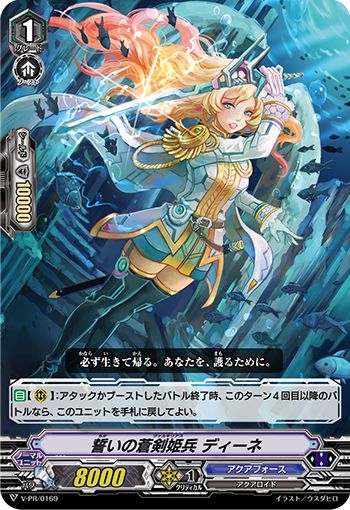 1
グレード
ブースト
シールド
10000
必ず生きて帰る。あなたを、護るために。
自【(R)】:アタックかブーストしたバトル終了時、このターン4回目以降のバ
トルなら、このユニットを手札に戻してよい。
誓いの蒼剣姫兵 ディーネ
ノーマル
ユニット
パワー
8000
1
クリティカル
アクアフォース
アクアロイド
V-PR/0169
イラスト/ウスダヒロ